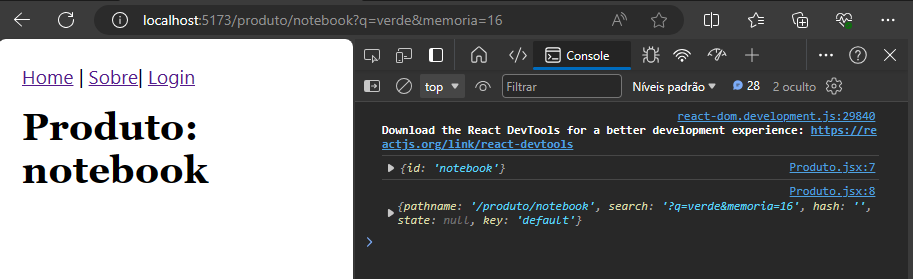 localhost:5173/produto/notebook?q=verde&memoria=16
Home | Sobre| Login
Produto:
notebook
Console
top
Filtrar
Níveis padrão
28
2 oculto
react-dom.development.js:29840
Download the React DevTools for a better development experience: https://re
actjs.org/link/react-devtools
{id: 'notebook'}
Produto.jsx:7
Produto.jsx:8
{pathname: '/produto/notebook', search: '?q=verde&memoria=16', hash: '',
state: null, key: 'default'}